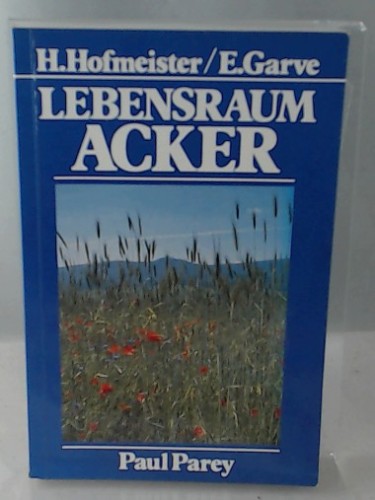 H.Hofmeister/E.Garve
LEBENSRAUM
ACKER
Paul Parey